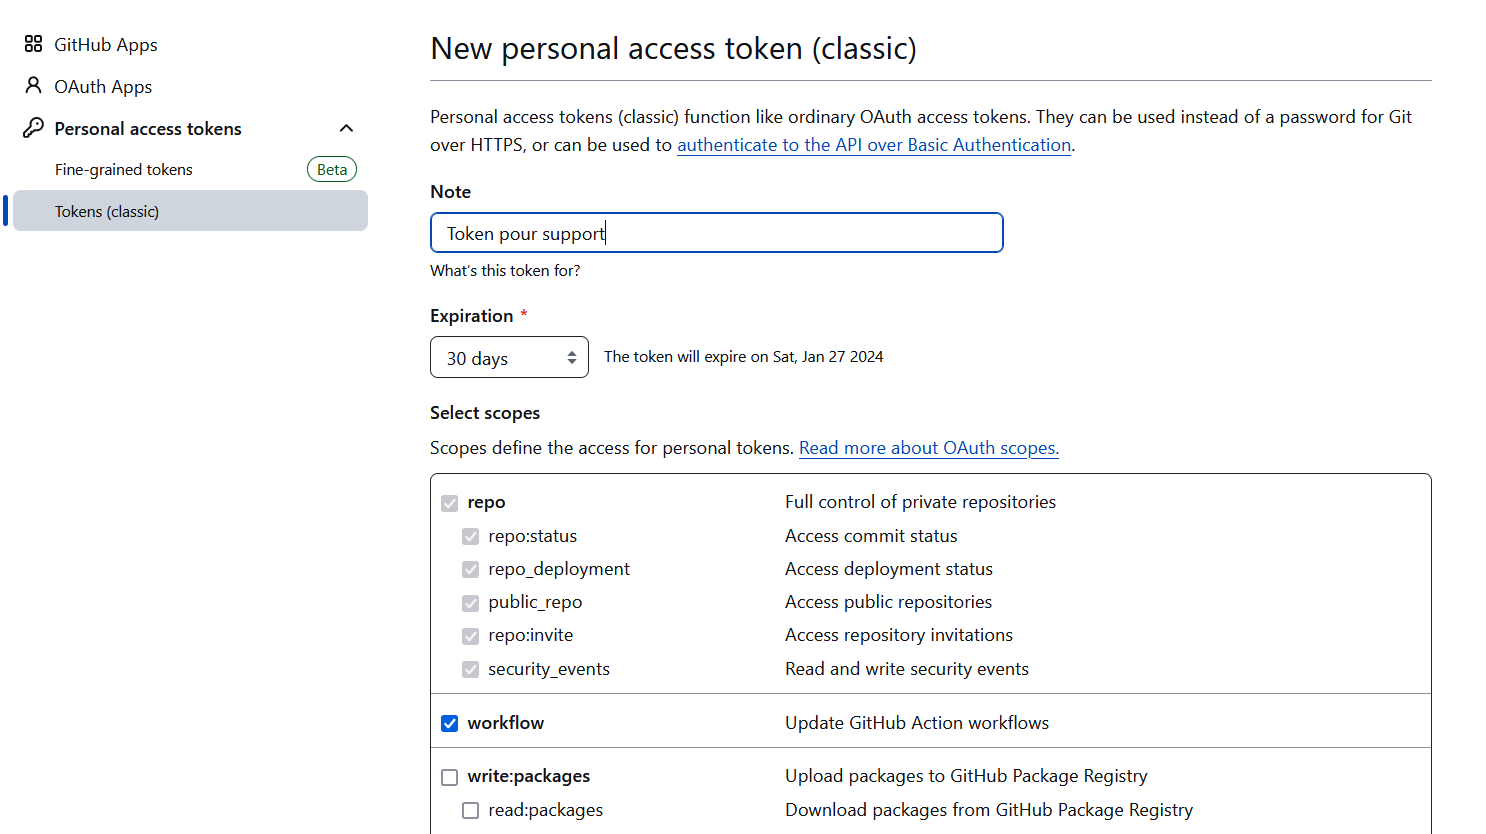 GitHub Apps
OAuth Apps
Personal access tokens
Fine-grained tokens Beta
Tokens (classic)
New personal access token (classic)
Personal access tokens (classic) function like ordinary OAuth access tokens. They can be used instead of a password for Git
over HTTPS, or can be used to authenticate to the API over Basic Authentication.
Note
Token pour support
What's this token for?
Expiration *
30 days The token will expire on Sat, Jan 27 2024
Select scopes
Scopes define the access for personal tokens. Read more about OAuth scopes.
repo Full control of private repositories
repo:status Access commit status
repo_deployment Access deployment status
public_repo Access public repositories
repo:invite Access repository invitations
security_events Read and write security events
workflow Update GitHub Action workflows
write:packages Upload packages to GitHub Package Registry
read:packages Download packages from GitHub Package Registry